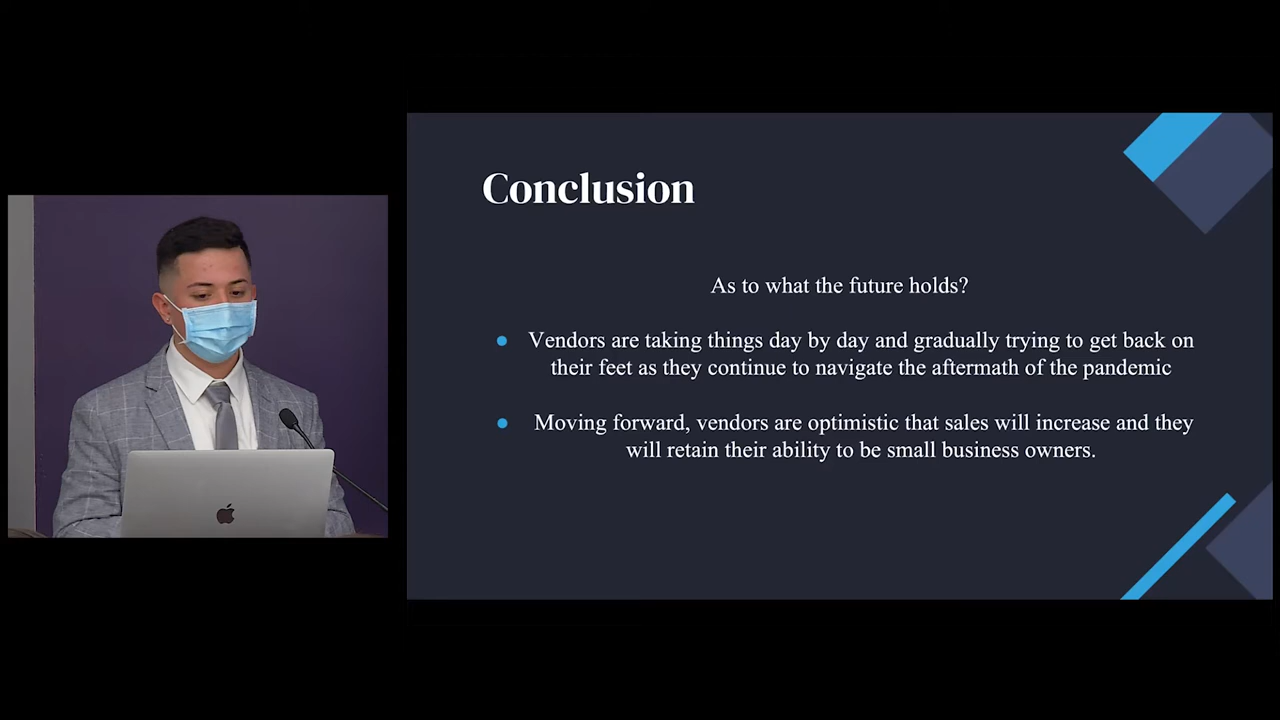 Conclusion
As to what the future holds?
● Vendors are taking things day by day and gradually trying to get back on
their feet as they continue to navigate the aftermath of the pandemic
● Moving forward, vendors are optimistic that sales will increase and they
will retain their ability to be small business owners.